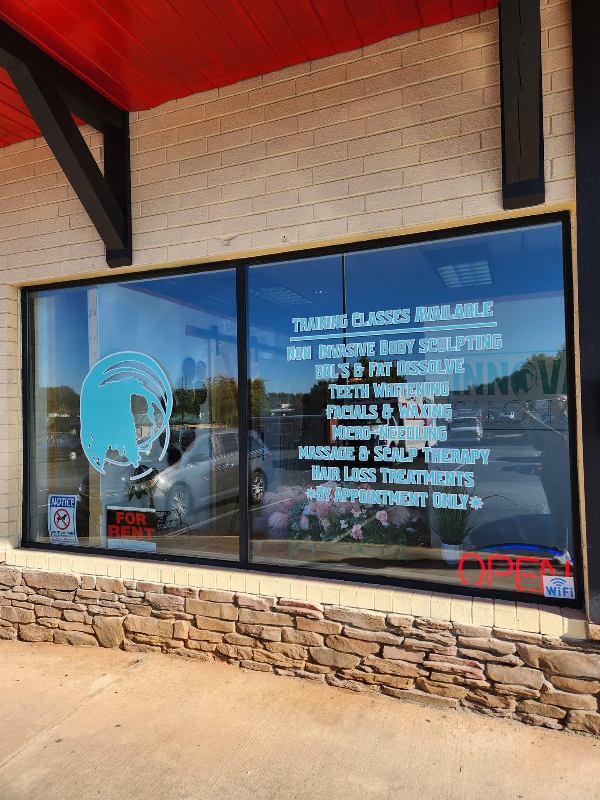 TRAINING CLASSES AVAILABLE
NON INVASIVE BODY SCULPTING
BBL'S & FAT DISSOLVE
TEETH WHITENING
FACIALS & WAXING
MICRO-NEEDLING
MASSAGE & SCALP THERAPY
HAIR LOSS TREATMENTS
*BY APPOINTMENT ONLY*
INNOVA
NOTICE
FOR
RENT
OPEN
WiFi